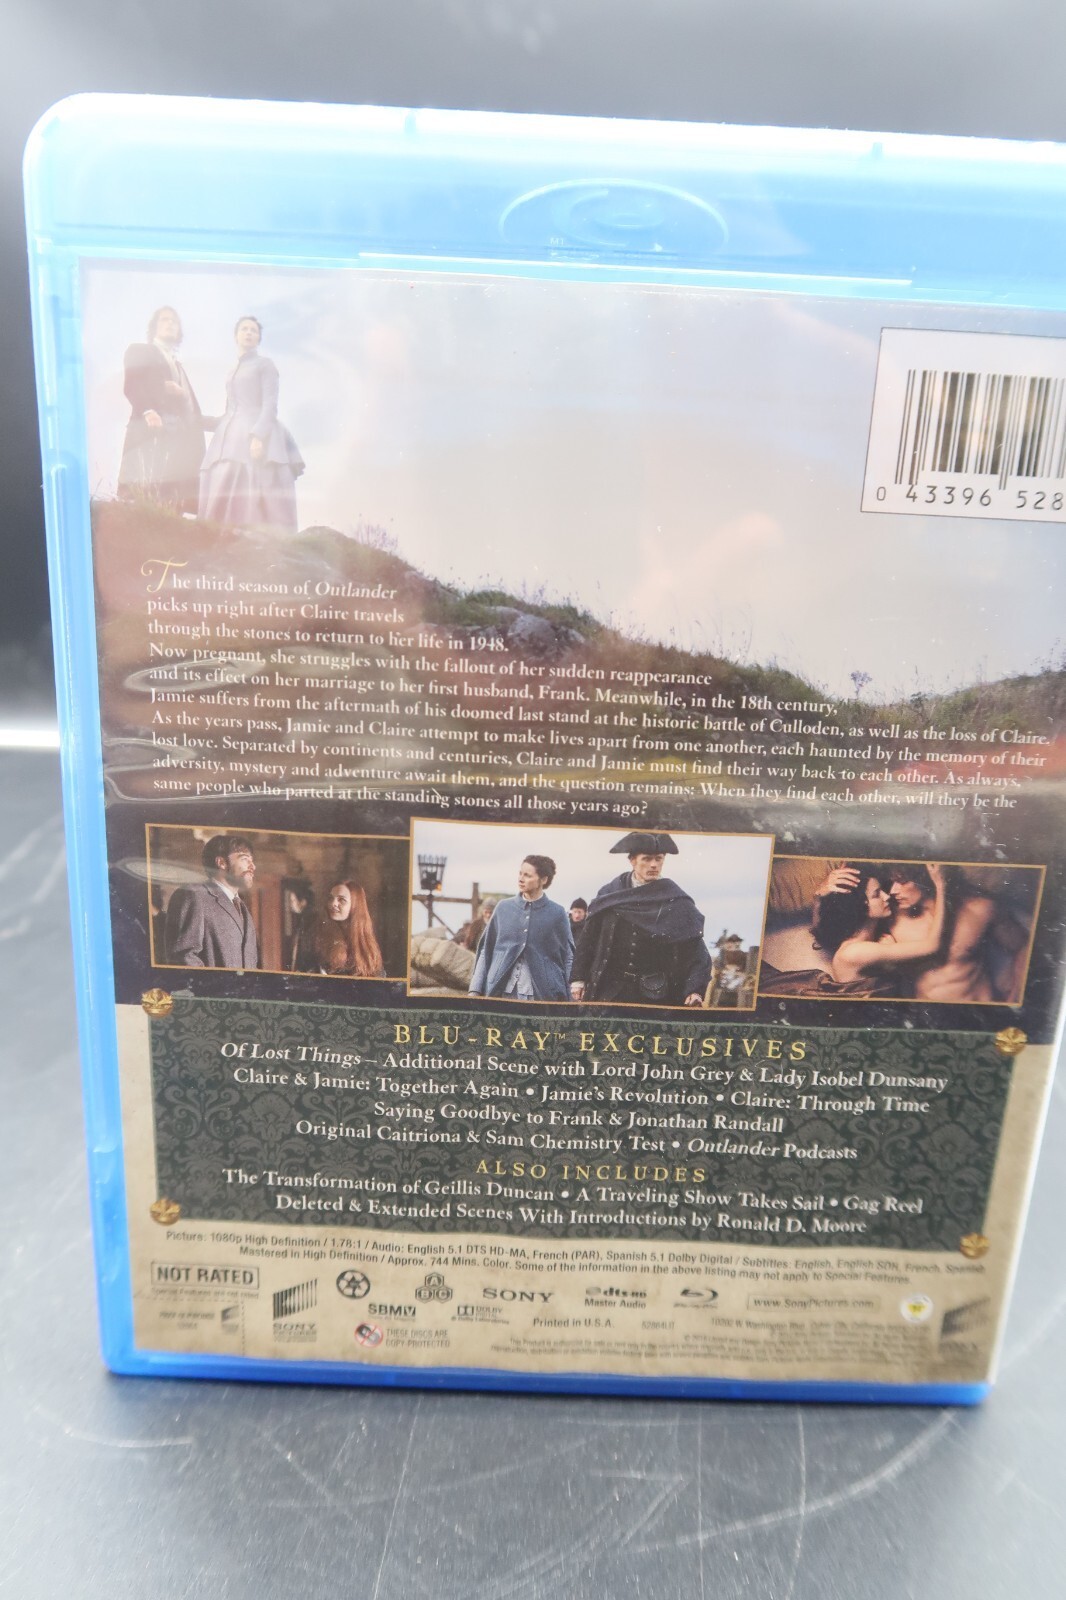 0 43396 528
The third season of Outlander
picks up right after Claire travels
through the stones to return to her life in 1948.
Now pregnant, she struggles with the fallout of her sudden reappearance
and its effect on her marriage to her first husband, Frank. Meanwhile, in the 18th century,
Jamie suffers from the aftermath of his doomed last stand at the historic battle of Culloden, as well as the loss of Claire.
As the years pass, Jamie and Claire attempt to make lives apart from one another, each haunted by the memory of their
lost love. Separated by continents and centuries, Claire and Jamie must find their way back to each other. As always,
adversity, mystery and adventure await them, and the question remains: When they find each other, will they be the
same people who parted at the standing stones all those years ago?
BLU-RAY™ EXCLUSIVES
Of Lost Things – Additional Scene with Lord John Grey & Lady Isobel Dunsany
Claire & Jamie: Together Again • Jamie's Revolution • Claire: Through Time
Saying Goodbye to Frank & Jonathan Randall
Original Caitriona & Sam Chemistry Test • Outlander Podcasts
ALSO INCLUDES
The Transformation of Geillis Duncan • A Traveling Show Takes Sail • Gag Reel
Deleted & Extended Scenes With Introductions by Ronald D. Moore
Picture: 1080p High Definition / 1.78:1 / Audio: English 5.1 DTS HD-MA, French (PAR), Spanish 5.1 Dolby Digital / Subtitles: English, English SDH, French, Spanish
Mastered in High Definition / Approx. 744 Mins. Color. Some of the information in the above listing may not apply to Special Features.
NOT RATED
ABC
SONY
dts HD
Master Audio
www.SonyPictures.com
SBMV
DOLBY
Printed in U.S.A.
SONY
THESE DISCS ARE
COPY PROTECTED